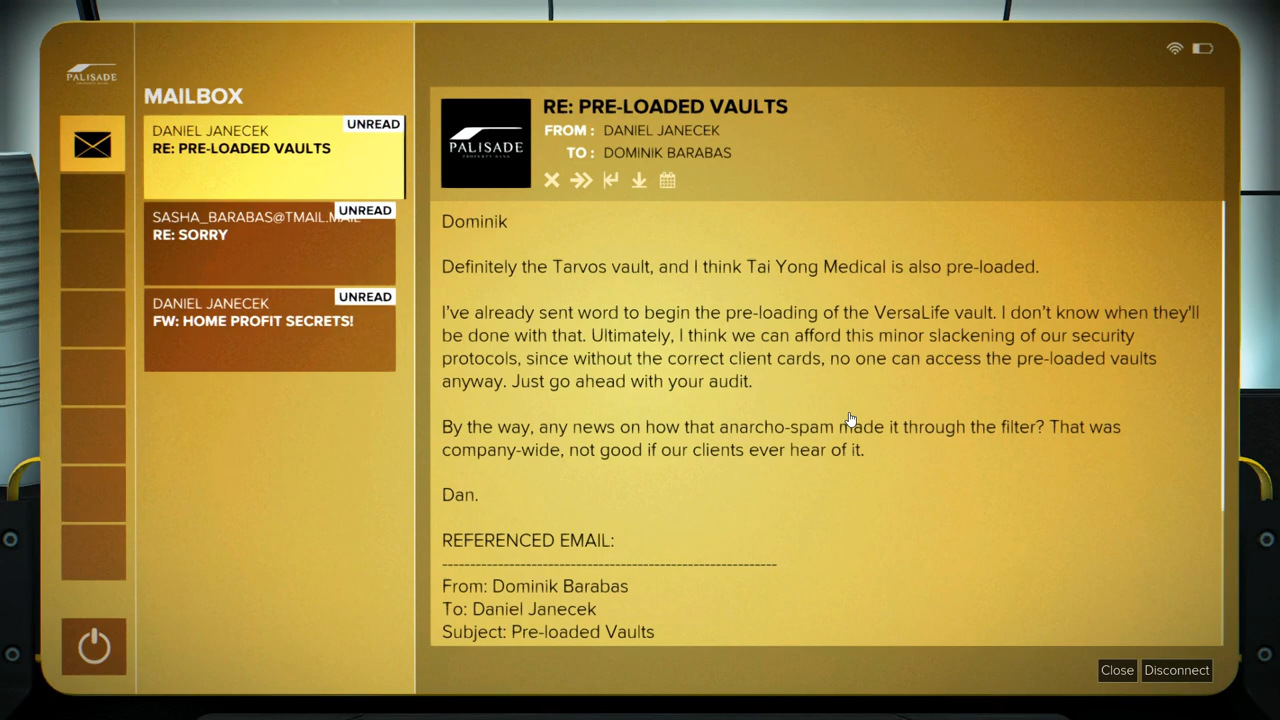 PALISADE
MAILBOX
DANIEL JANECEK
UNREAD
RE: PRE-LOADED VAULTS
SASHA_BARABAS@TMAIL.MAIL
UNREAD
RE: SORRY
DANIEL JANECEK
UNREAD
FW: HOME PROFIT SECRETS!
PALISADE
PROPERTY BANK
RE: PRE-LOADED VAULTS
FROM : DANIEL JANECEK
TO : DOMINIK BARABAS
Dominik
Definitely the Tarvos vault, and I think Tai Yong Medical is also pre-loaded.
I've already sent word to begin the pre-loading of the VersaLife vault. I don't know when they'll
be done with that. Ultimately, I think we can afford this minor slackening of our security
protocols, since without the correct client cards, no one can access the pre-loaded vaults
anyway. Just go ahead with your audit.
By the way, any news on how that anarcho-spam made it through the filter? That was
company-wide, not good if our clients ever hear of it.
Dan.
REFERENCED EMAIL:
------------------------------------------------------------
From: Dominik Barabas
To: Daniel Janecek
Subject: Pre-loaded Vaults
Close
Disconnect